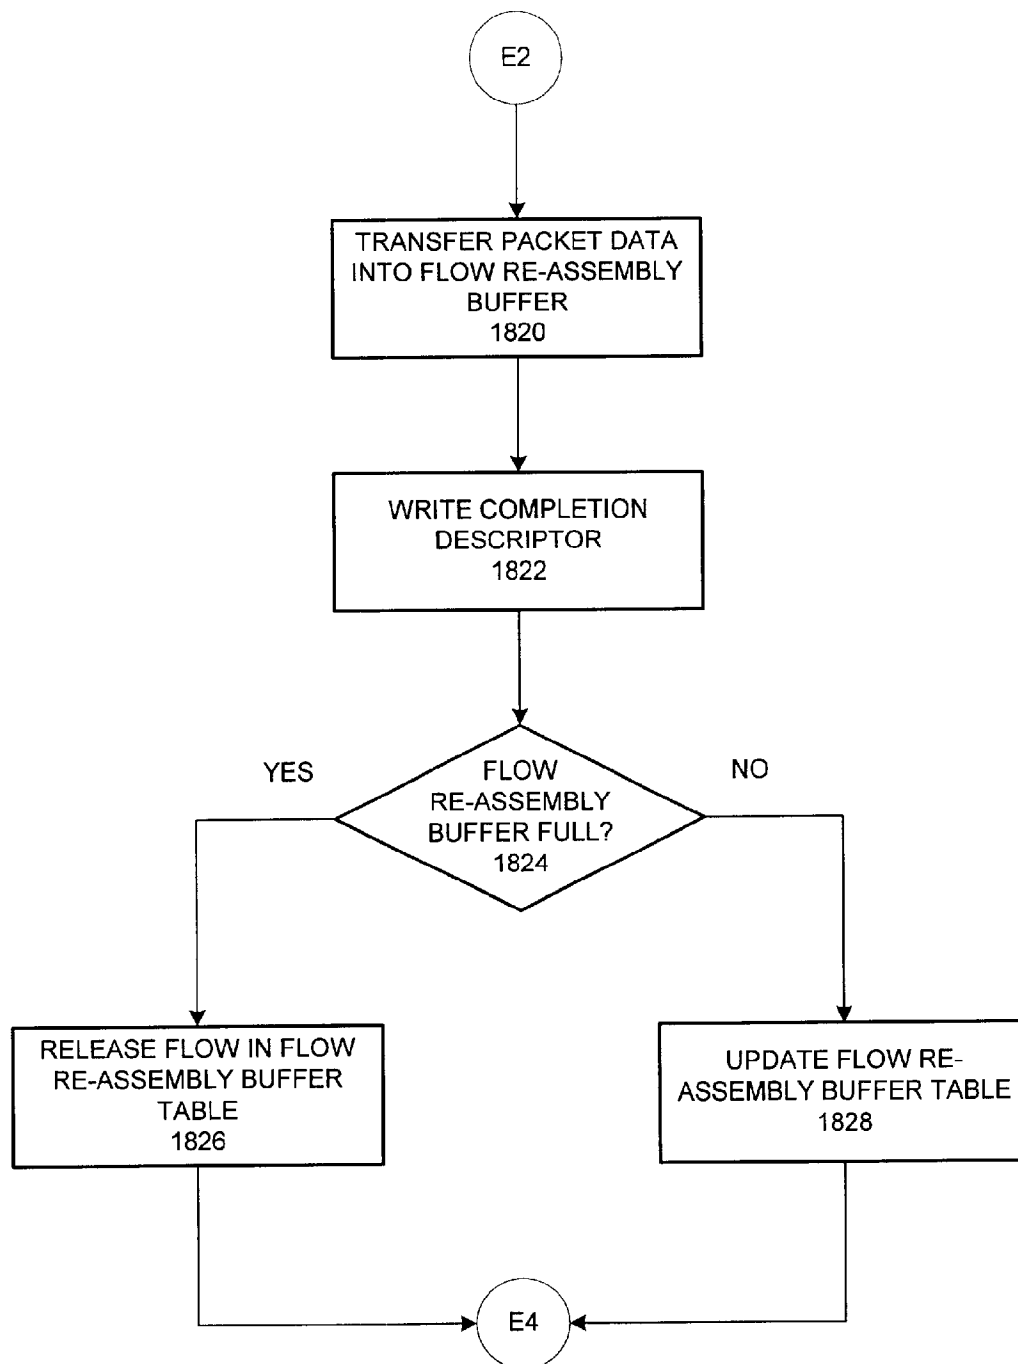 E2
TRANSFER PACKET DATA
INTO FLOW RE-ASSEMBLY
BUFFER
1820
WRITE COMPLETION
DESCRIPTOR
1822
YES
NO
FLOW
RE-ASSEMBLY
BUFFER FULL?
1824
RELEASE FLOW IN FLOW
RE-ASSEMBLY BUFFER
TABLE
1826
UPDATE FLOW RE-
ASSEMBLY BUFFER TABLE
1828
E4